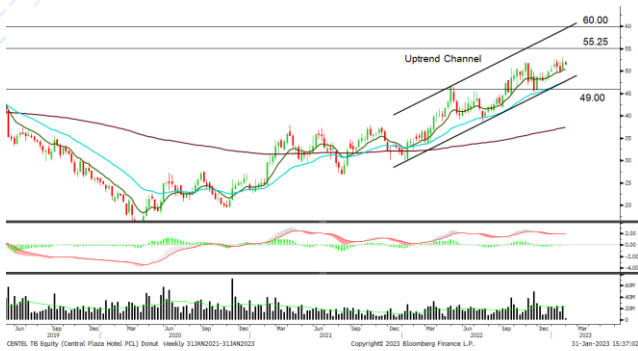 60.00
60
55.25
55
Uptrend Channel
50
49.00
45
40
35
30
25
20
3.00
0.00
-2.00
-4.00
60M
40M
20M
0
Jun Sep Dec Mar Jun Sep Dec Mar Jun Sep Dec Mar Jun Sep Dec Mar
2019 2020 2021 2022 2023
CENTEL TB Equity (Central Plaza Hotel PCL) Donut Weekly 31JAN2021-31JAN2023 Copyright© 2023 Bloomberg Finance L.P. 31-Jan-2023 15:37:02